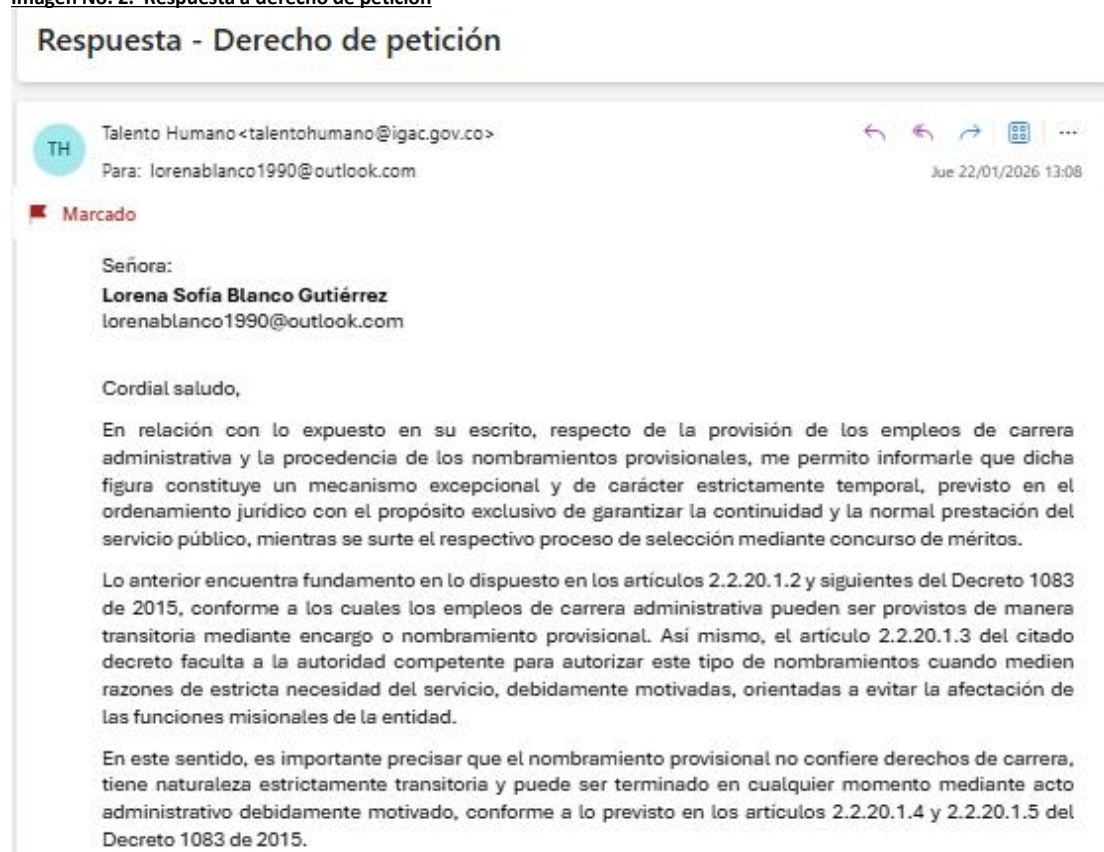 Imagen No. 2. Respuesta a derecho de petición
Respuesta - Derecho de petición
TH
Talento Humano<talentohumano@igac.gov.co>
Para: lorenablanco1990@outlook.com
Jue 22/01/2026 13:08
Marcado
Señora:
Lorena Sofía Blanco Gutiérrez
lorenablanco1990@outlook.com
Cordial saludo,
En relación con lo expuesto en su escrito, respecto de la provisión de los empleos de carrera
administrativa y la procedencia de los nombramientos provisionales, me permito informarle que dicha
figura constituye un mecanismo excepcional y de carácter estrictamente temporal, previsto en el
ordenamiento jurídico con el propósito exclusivo de garantizar la continuidad y la normal prestación del
servicio público, mientras se surte el respectivo proceso de selección mediante concurso de méritos.
Lo anterior encuentra fundamento en lo dispuesto en los artículos 2.2.20.1.2 y siguientes del Decreto 1083
de 2015, conforme a los cuales los empleos de carrera administrativa pueden ser provistos de manera
transitoria mediante encargo o nombramiento provisional. Así mismo, el artículo 2.2.20.1.3 del citado
decreto faculta a la autoridad competente para autorizar este tipo de nombramientos cuando medien
razones de estricta necesidad del servicio, debidamente motivadas, orientadas a evitar la afectación de
las funciones misionales de la entidad.
En este sentido, es importante precisar que el nombramiento provisional no confiere derechos de carrera,
tiene naturaleza estrictamente transitoria y puede ser terminado en cualquier momento mediante acto
administrativo debidamente motivado, conforme a lo previsto en los artículos 2.2.20.1.4 y 2.2.20.1.5 del
Decreto 1083 de 2015.